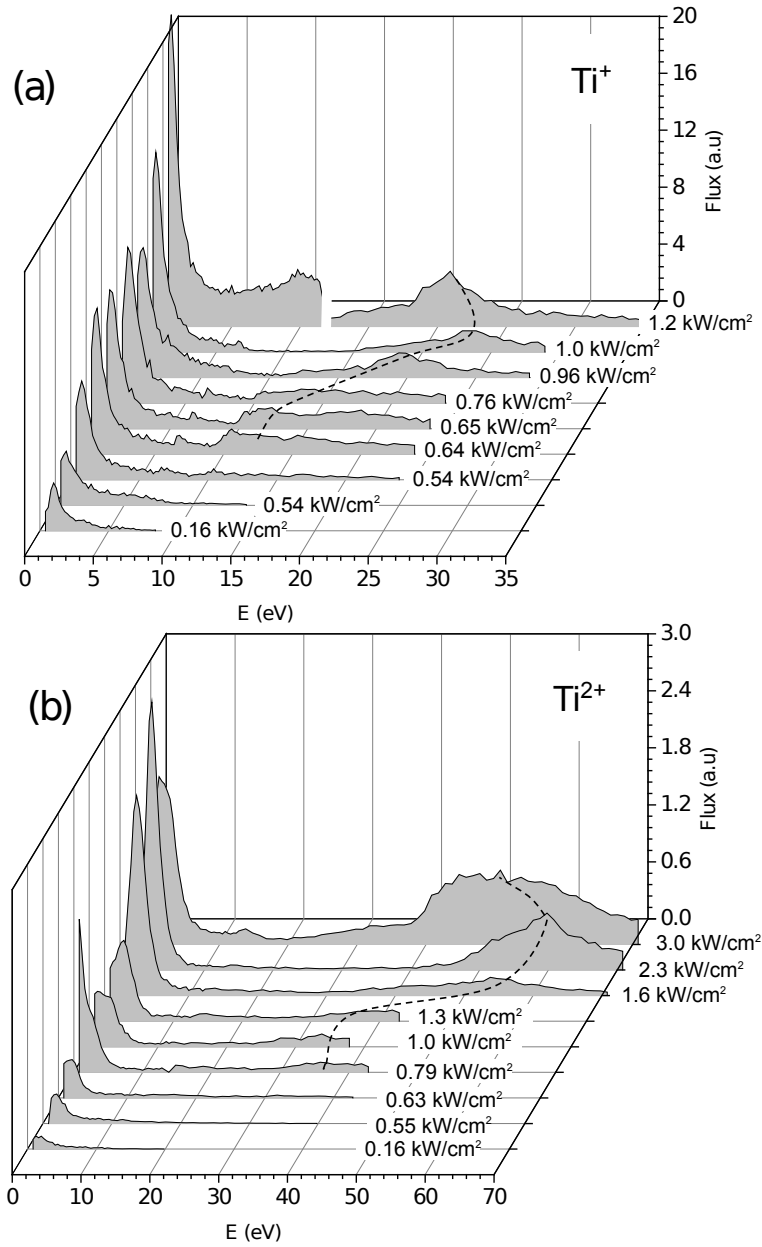 20
(a)
Ti⁺
16
12
Flux (a.u)
8
4
0
1.2 kW/cm²
1.0 kW/cm²
0.96 kW/cm²
0.76 kW/cm²
0.65 kW/cm²
0.64 kW/cm²
0.54 kW/cm²
0.54 kW/cm²
0.16 kW/cm²
0 5 10 15 20 25 30 35
E (eV)
3.0
(b)
Ti²⁺
2.4
1.8
Flux (a.u)
1.2
0.6
0.0
3.0 kW/cm²
2.3 kW/cm²
1.6 kW/cm²
1.3 kW/cm²
1.0 kW/cm²
0.79 kW/cm²
0.63 kW/cm²
0.55 kW/cm²
0.16 kW/cm²
0 10 20 30 40 50 60 70
E (eV)